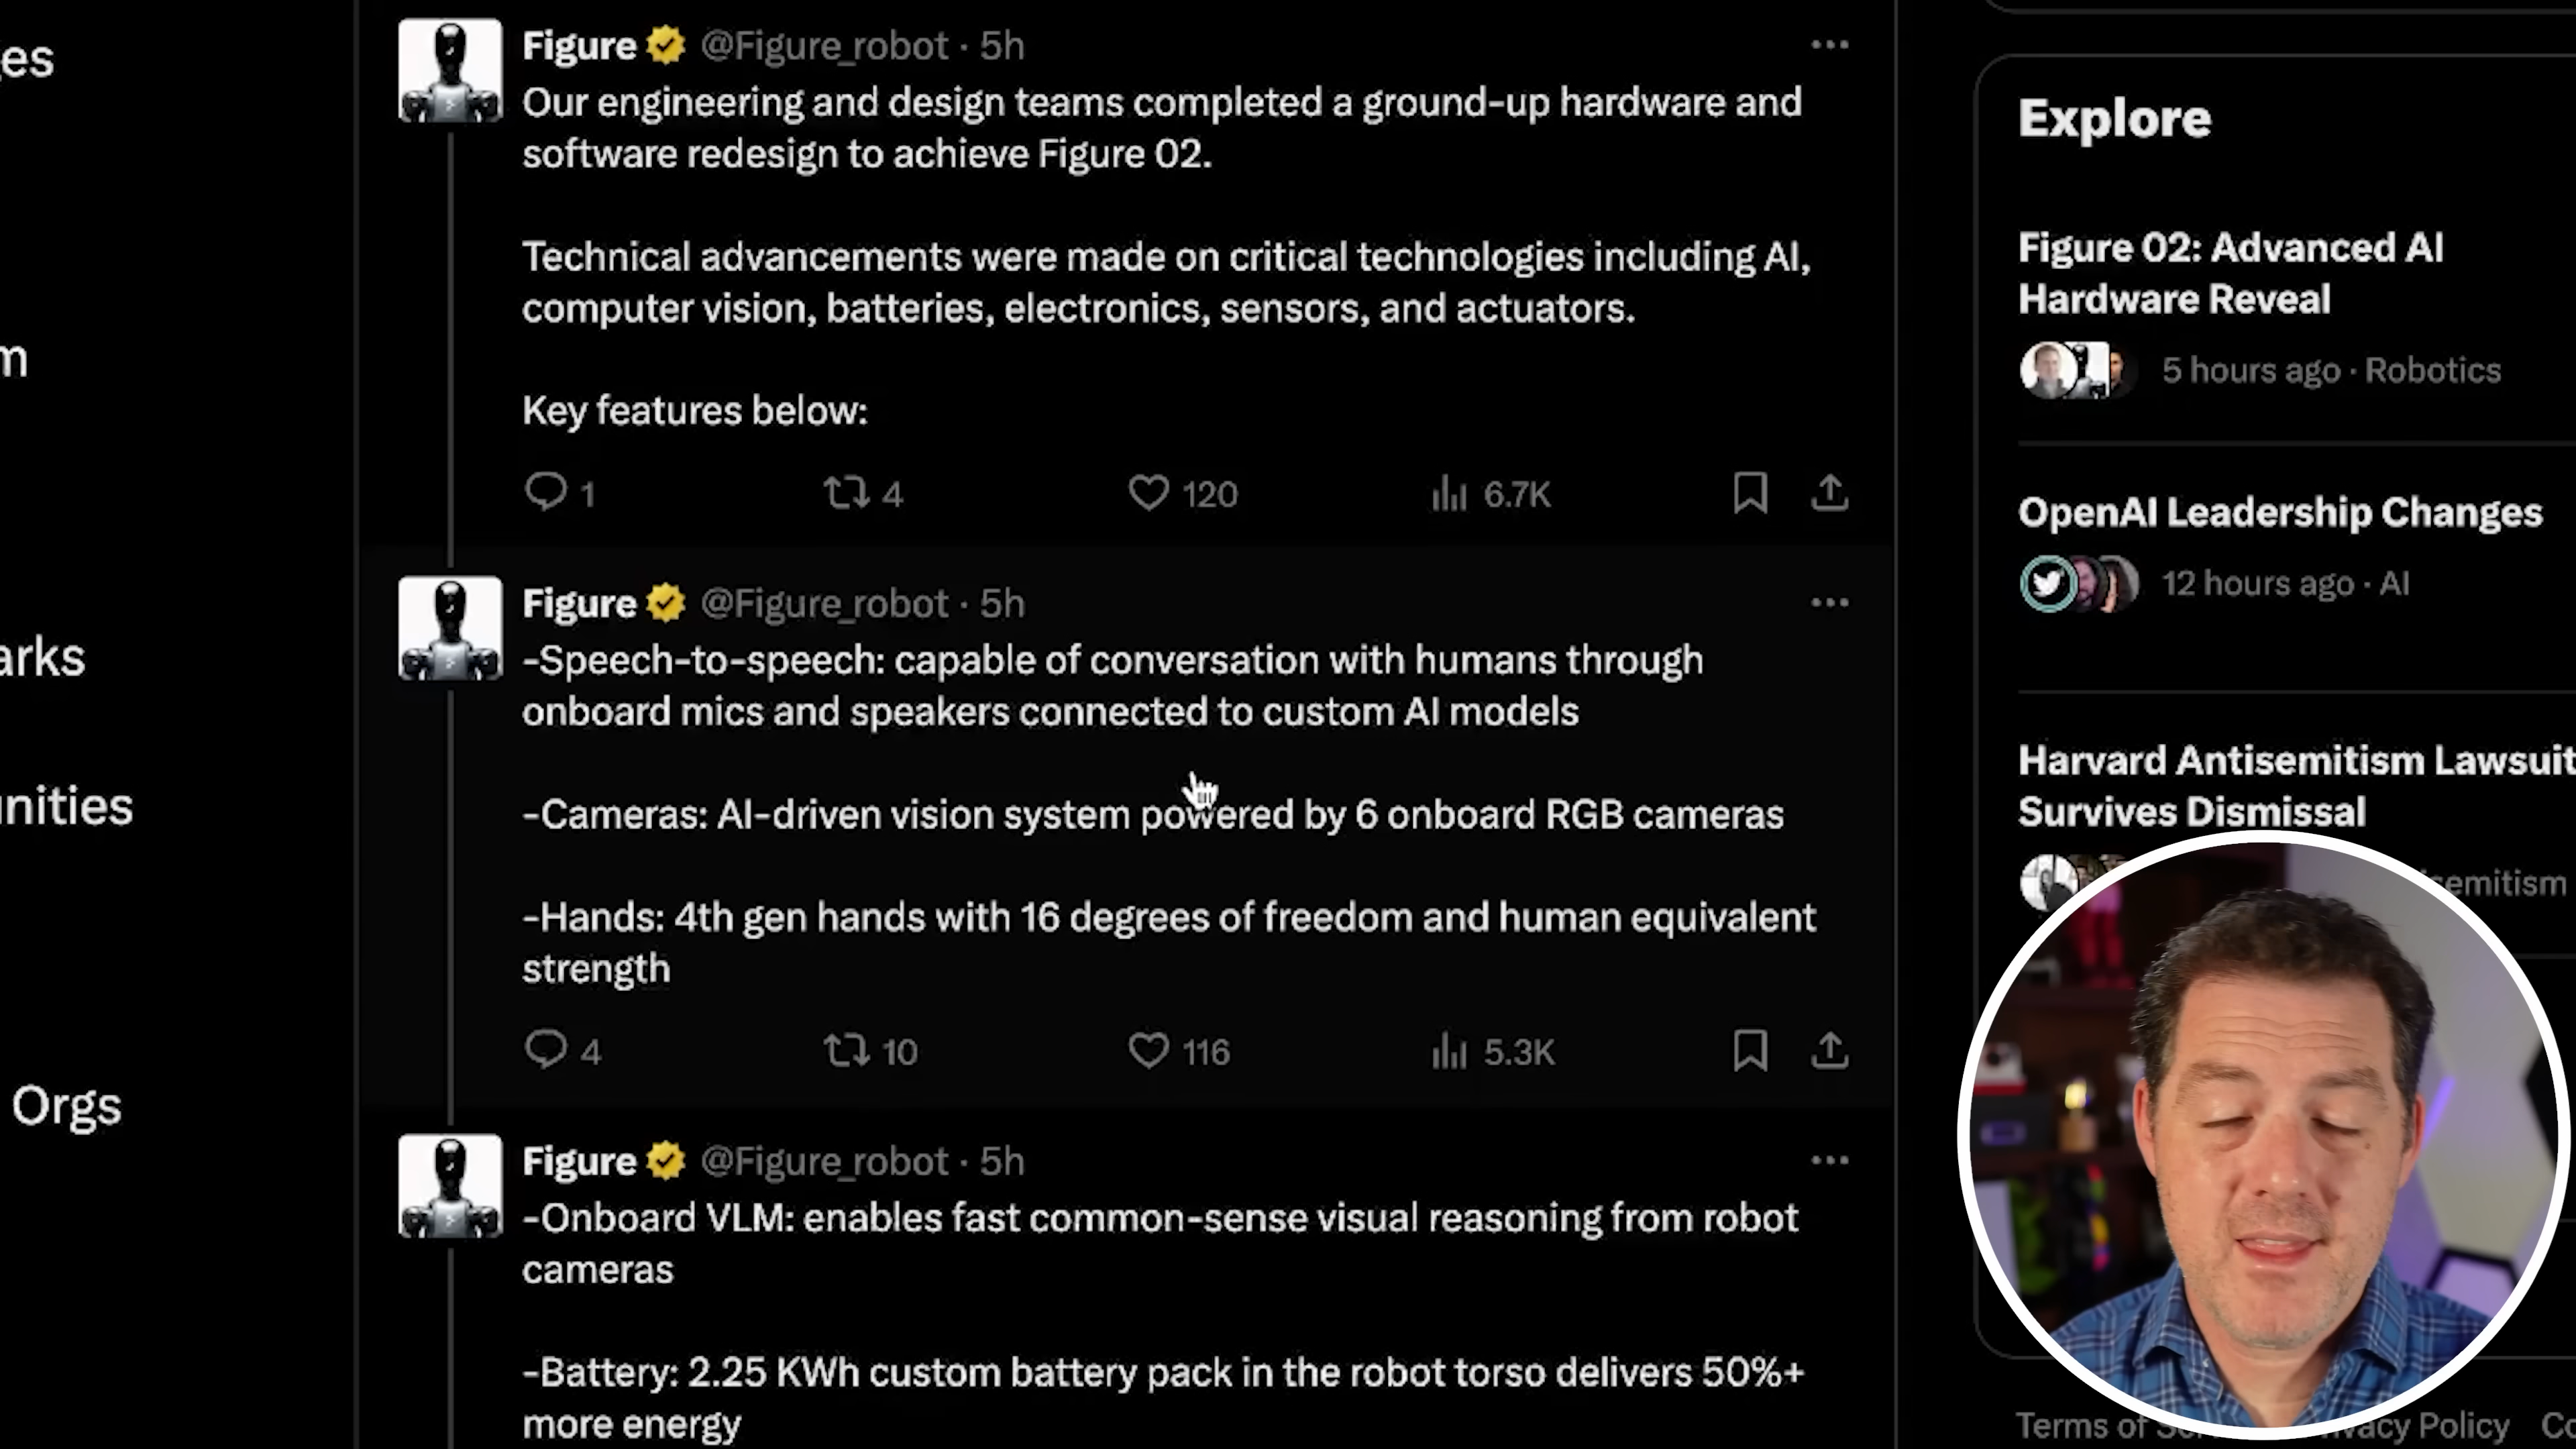 es
m
arks
nities
Orgs
Figure @Figure_robot · 5h
Our engineering and design teams completed a ground-up hardware and
software redesign to achieve Figure 02.
Technical advancements were made on critical technologies including AI,
computer vision, batteries, electronics, sensors, and actuators.
Key features below:
1 4 120 6.7K
Figure @Figure_robot · 5h
-Speech-to-speech: capable of conversation with humans through
onboard mics and speakers connected to custom AI models
-Cameras: AI-driven vision system powered by 6 onboard RGB cameras
-Hands: 4th gen hands with 16 degrees of freedom and human equivalent
strength
4 10 116 5.3K
Figure @Figure_robot · 5h
-Onboard VLM: enables fast common-sense visual reasoning from robot
cameras
-Battery: 2.25 KWh custom battery pack in the robot torso delivers 50%+
more energy
Explore
Figure 02: Advanced AI
Hardware Reveal
5 hours ago · Robotics
OpenAI Leadership Changes
12 hours ago · AI
Harvard Antisemitism Lawsuit
Survives Dismissal
semitism
Terms of acy Policy